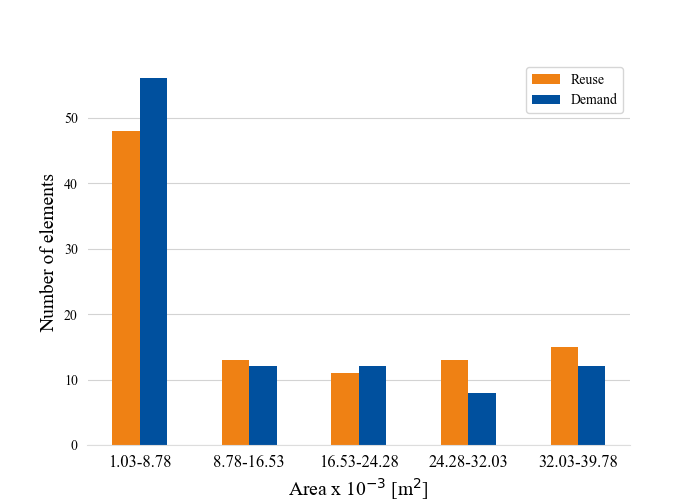 Reuse
Demand
50
40
30
20
10
0
Number of elements
1.03-8.78
8.78-16.53
16.53-24.28
24.28-32.03
32.03-39.78
Area x 10⁻³ [m²]